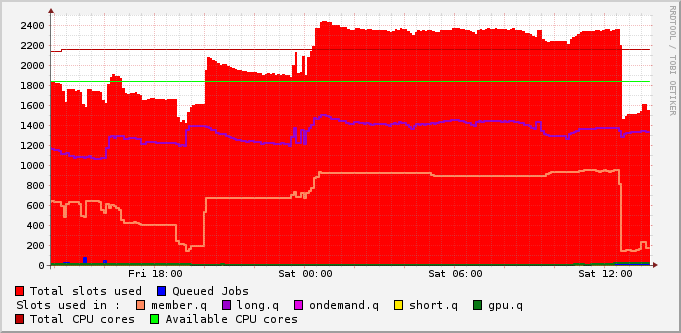 2400
2200
2000
1800
1600
1400
1200
1000
800
600
400
200
0
Fri 18:00 Sat 00:00 Sat 06:00 Sat 12:00
RRDTOOL / TOBI OETIKER
Total slots used Queued Jobs
Slots used in : member.q long.q ondemand.q short.q gpu.q
Total CPU cores Available CPU cores